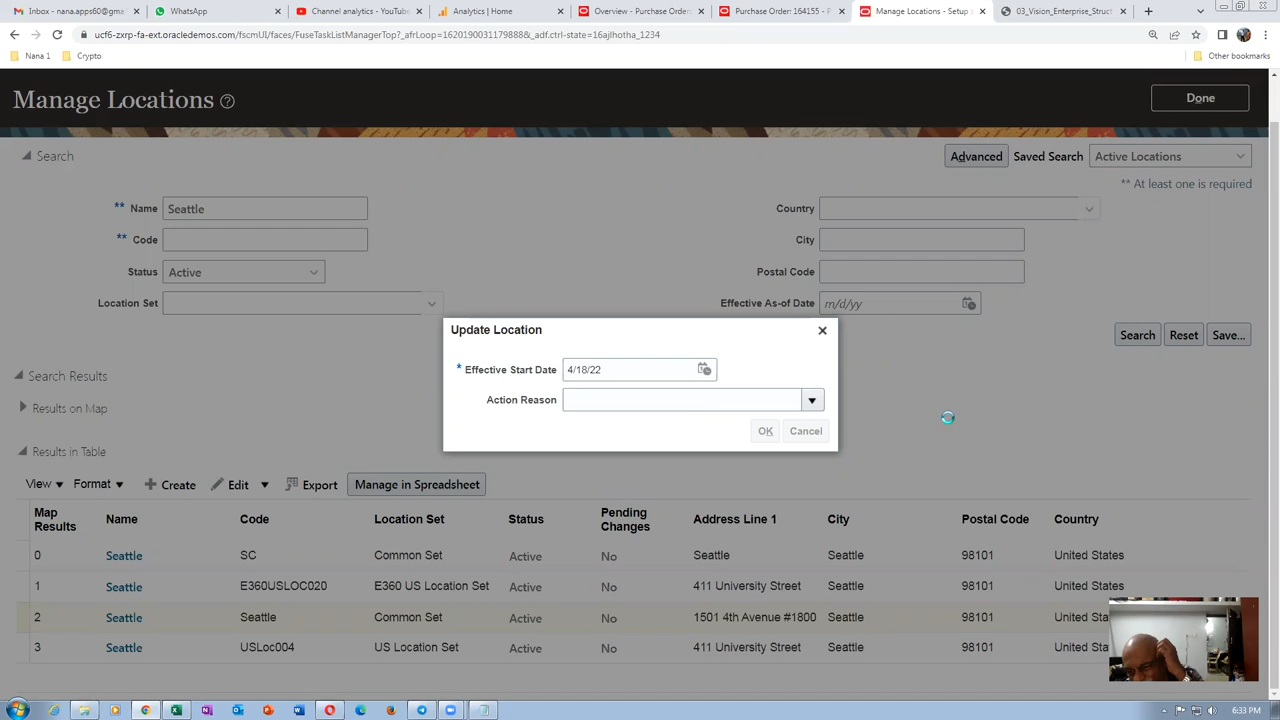 Inbox - nana.apps60@gma
WhatsApp
Channel analytics - YouTube
Analytics | Home
Overview - Purchase Order
Purchase Order: 164155 - P
Manage Locations - Setup a
03_Vision_Enterprise_Struct
ucf6-zxrp-fa-ext.oracledemos.com/fscmUI/faces/FuseTaskListManagerTop?_afrLoop=16201900311798888&_adf.ctrl-state=16ajlhotha_1234
Nana 1
Crypto
Other bookmarks
Manage Locations
Done
Search
Advanced
Saved Search
Active Locations
** At least one is required
** Name
Seattle
Country
** Code
City
Status
Active
Postal Code
Location Set
Effective As-of Date
m/d/yy
Search
Reset
Save...
Update Location
* Effective Start Date
4/18/22
Action Reason
OK
Cancel
Search Results
Results on Map
Results in Table
View
Format
Create
Edit
Export
Manage in Spreadsheet
Map Results Name Code Location Set Status Pending Changes Address Line 1 City Postal Code Country
0 Seattle SC Common Set Active No Seattle Seattle 98101 United States
1 Seattle E360USLOC020 E360 US Location Set Active No 411 University Street Seattle 98101 United States
2 Seattle Seattle Common Set Active No 1501 4th Avenue #1800 Seattle 98101 United State
3 Seattle USLoc004 US Location Set Active No 411 University Street Seattle 98101 United State
6:33 PM